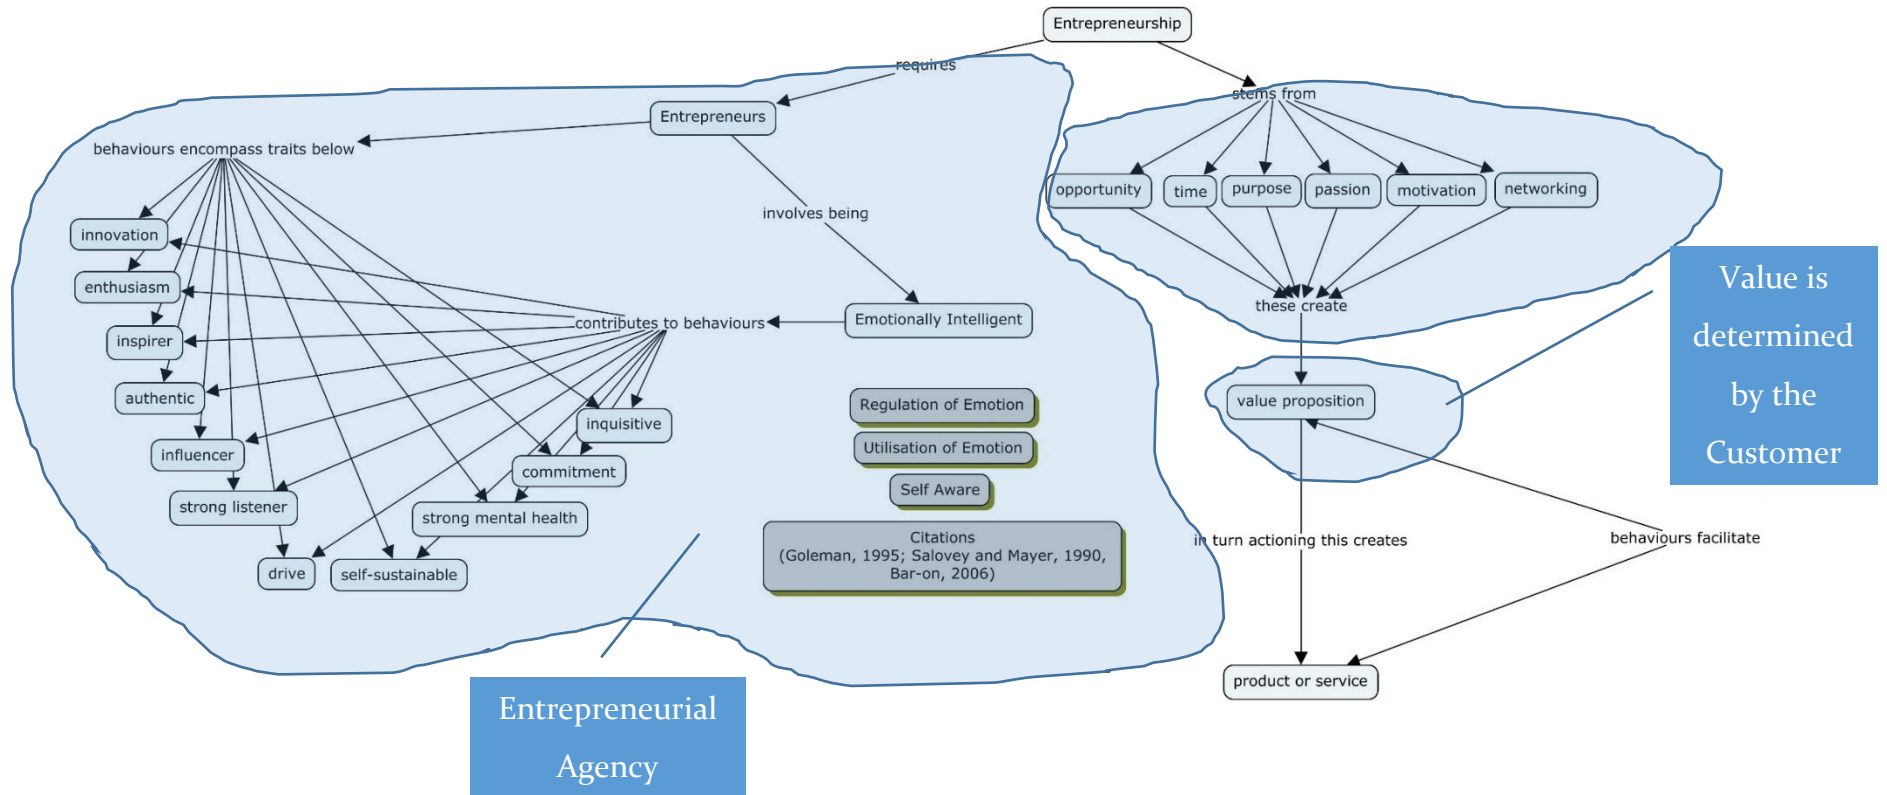 Entrepreneurship
requires
stems from
Entrepreneurs
behaviours encompass traits below
opportunity
time
purpose
passion
motivation
networking
involves being
innovation
enthusiasm
inspirer
authentic
influencer
strong listener
drive
self-sustainable
strong mental health
commitment
inquisitive
contributes to behaviours
Emotionally Intelligent
these create
value proposition
Regulation of Emotion
Utilisation of Emotion
Self Aware
Citations
(Goleman, 1995; Salovey and Mayer, 1990,
Bar-on, 2006)
in turn actioning this creates
behaviours facilitate
product or service
Value is
determined
by the
Customer
Entrepreneurial
Agency